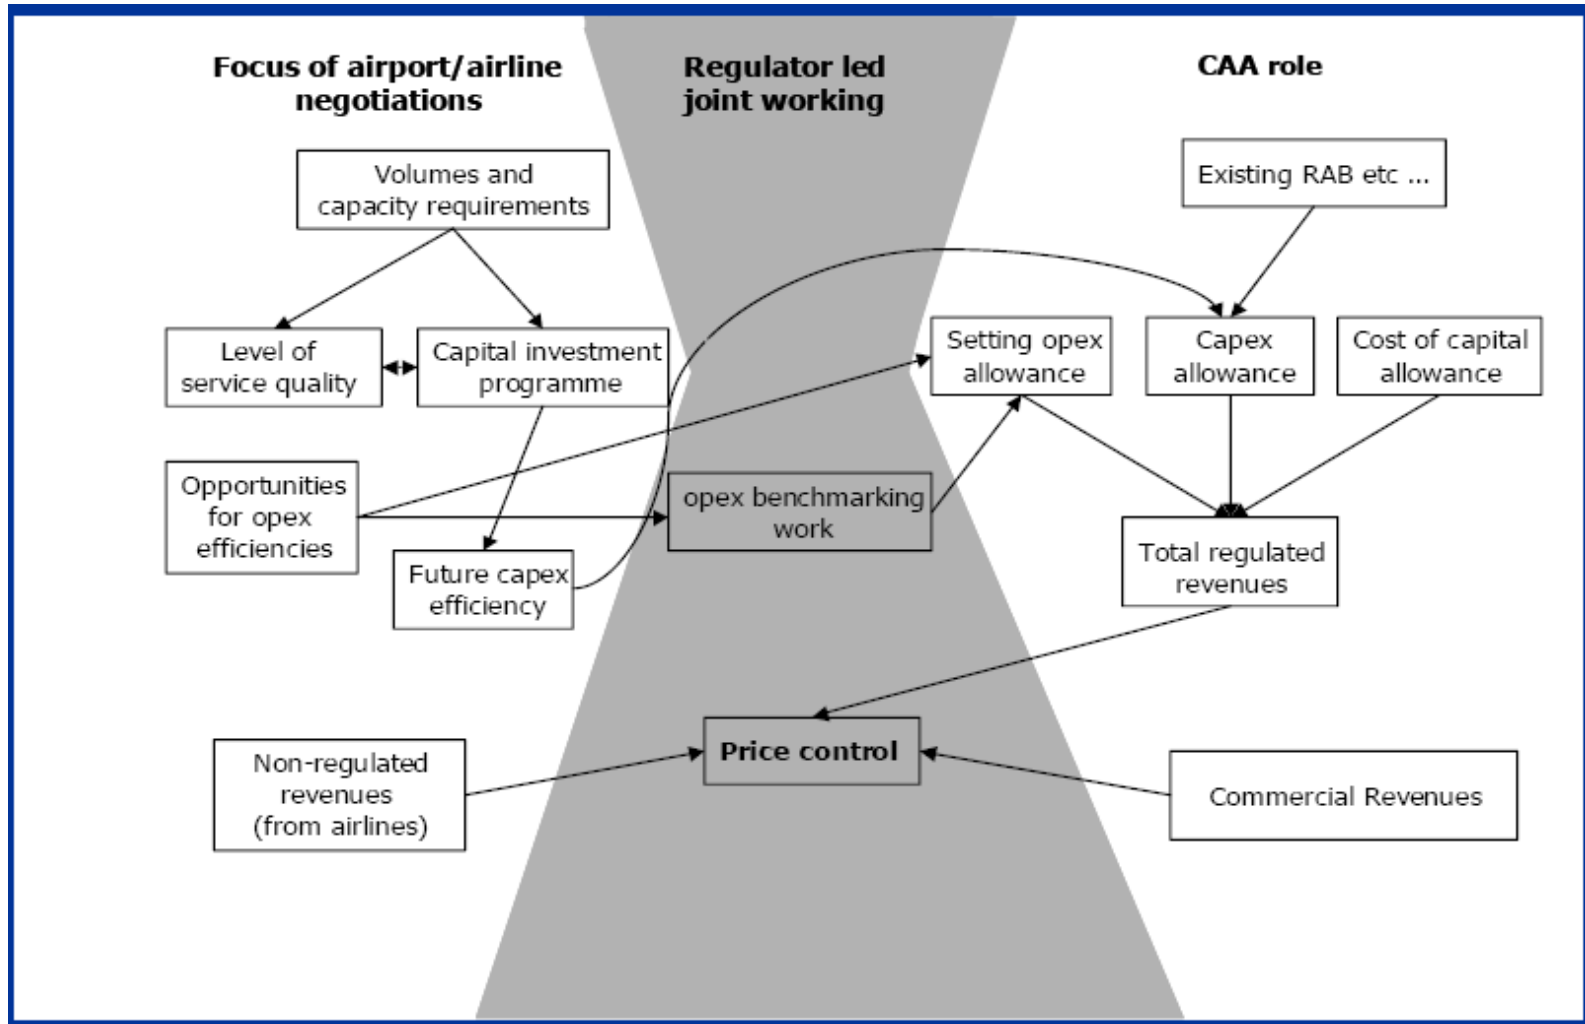 Focus of airport/airline
negotiations
Regulator led
joint working
CAA role
Volumes and
capacity requirements
Existing RAB etc ...
Level of
service quality
Capital investment
programme
Setting opex
allowance
Capex
allowance
Cost of capital
allowance
Opportunities
for opex
efficiencies
opex benchmarking
work
Future capex
efficiency
Total regulated
revenues
Non-regulated
revenues
(from airlines)
Price control
Commercial Revenues